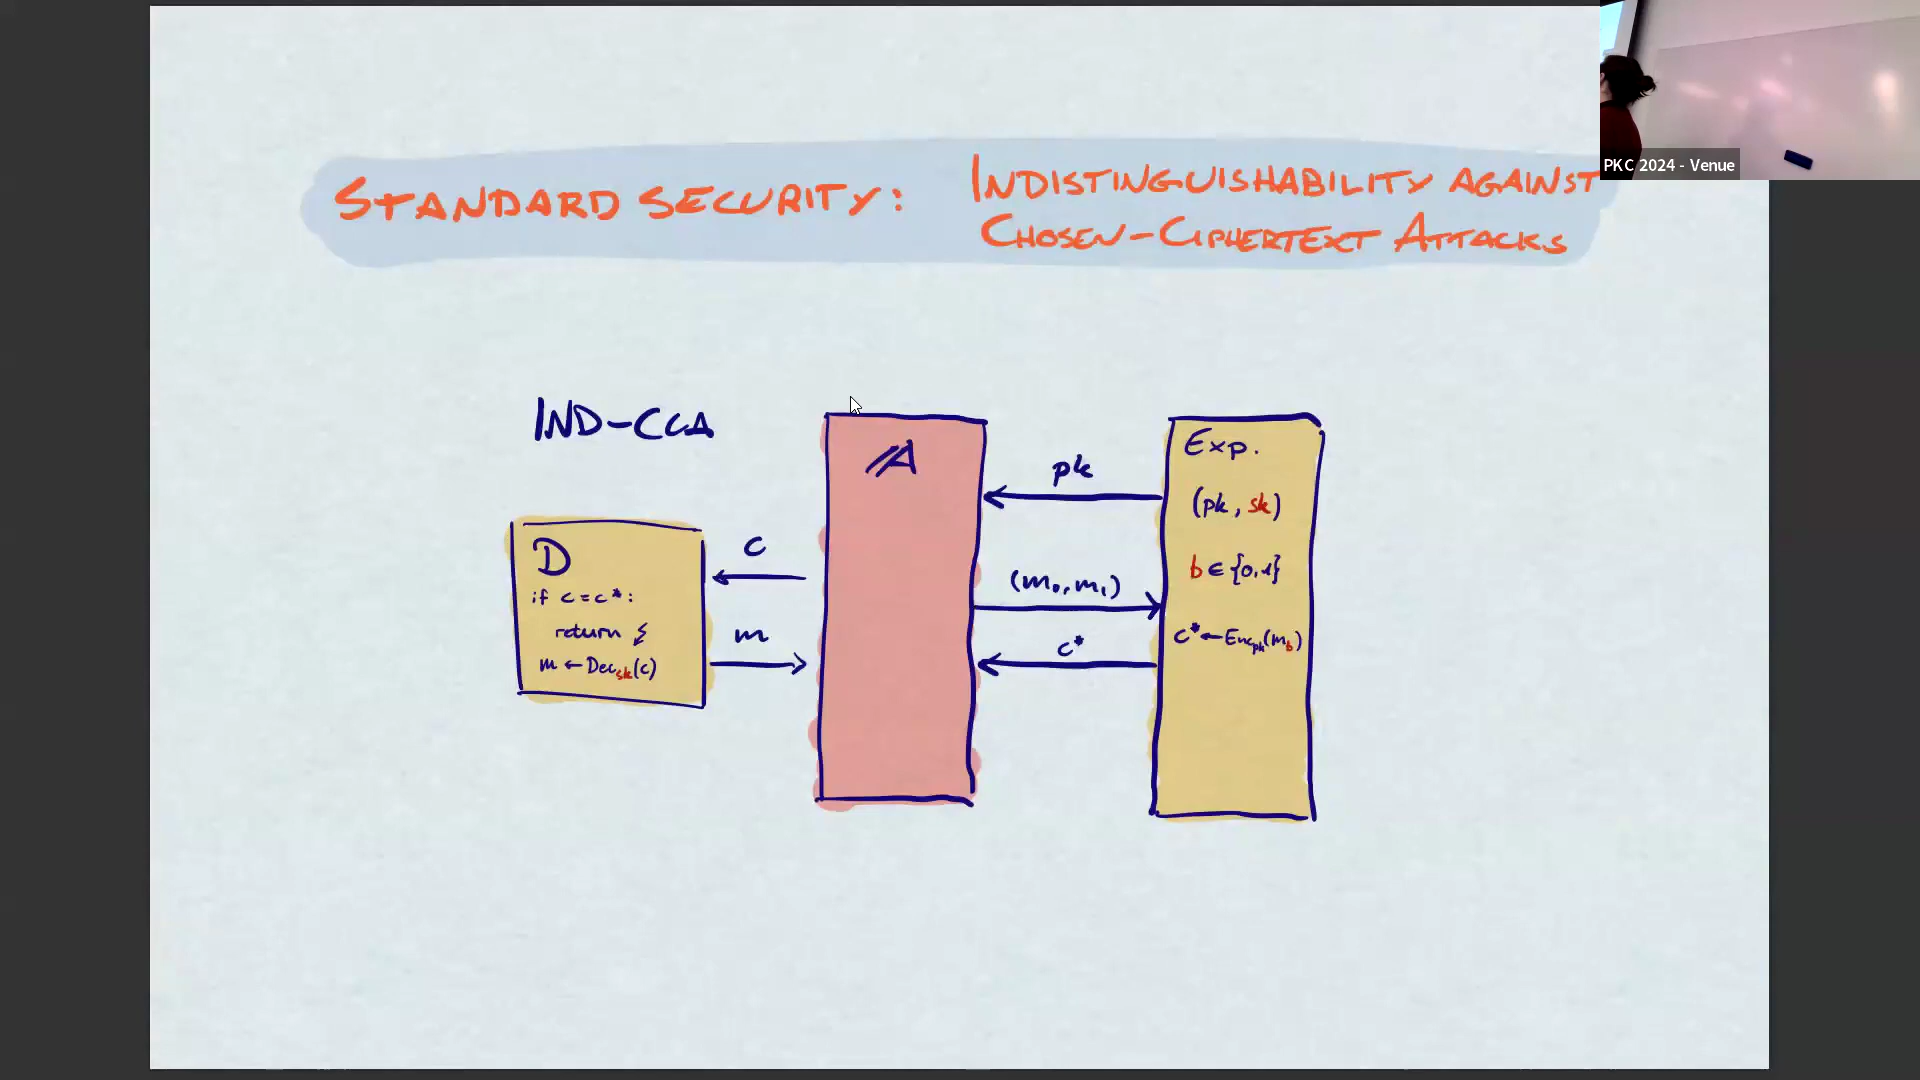 STANDARD SECURITY: INDISTINGUISHABILITY AGAINST
CHOSEN-CIPHERTEXT ATTACKS
PKC 2024 - Venue
IND-CCA
A
Exp.
pk
(pk, sk)
D
c
if c = c*:
return ↯
m
m ← Dec_sk(c)
(m₀, m₁)
b ∈ {0,1}
c*
c* ← Enc_pk(m_b)